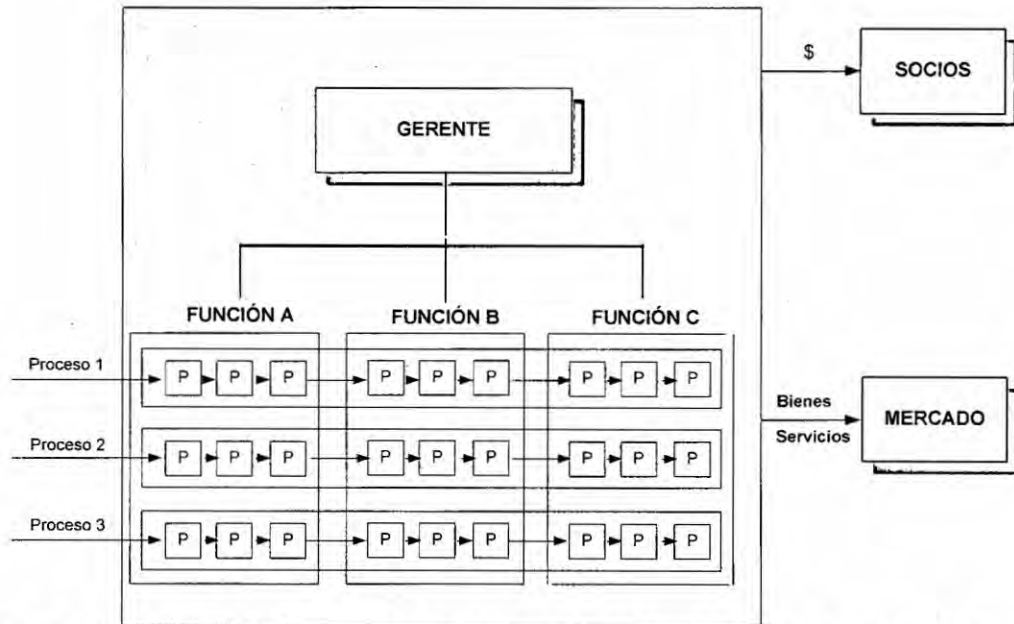 $
SOCIOS
GERENTE
FUNCIÓN A
FUNCIÓN B
FUNCIÓN C
Proceso 1
P P P P P P P P P
Bienes
Servicios
MERCADO
Proceso 2
P P P P P P P P P
Proceso 3
P P P P P P P P P